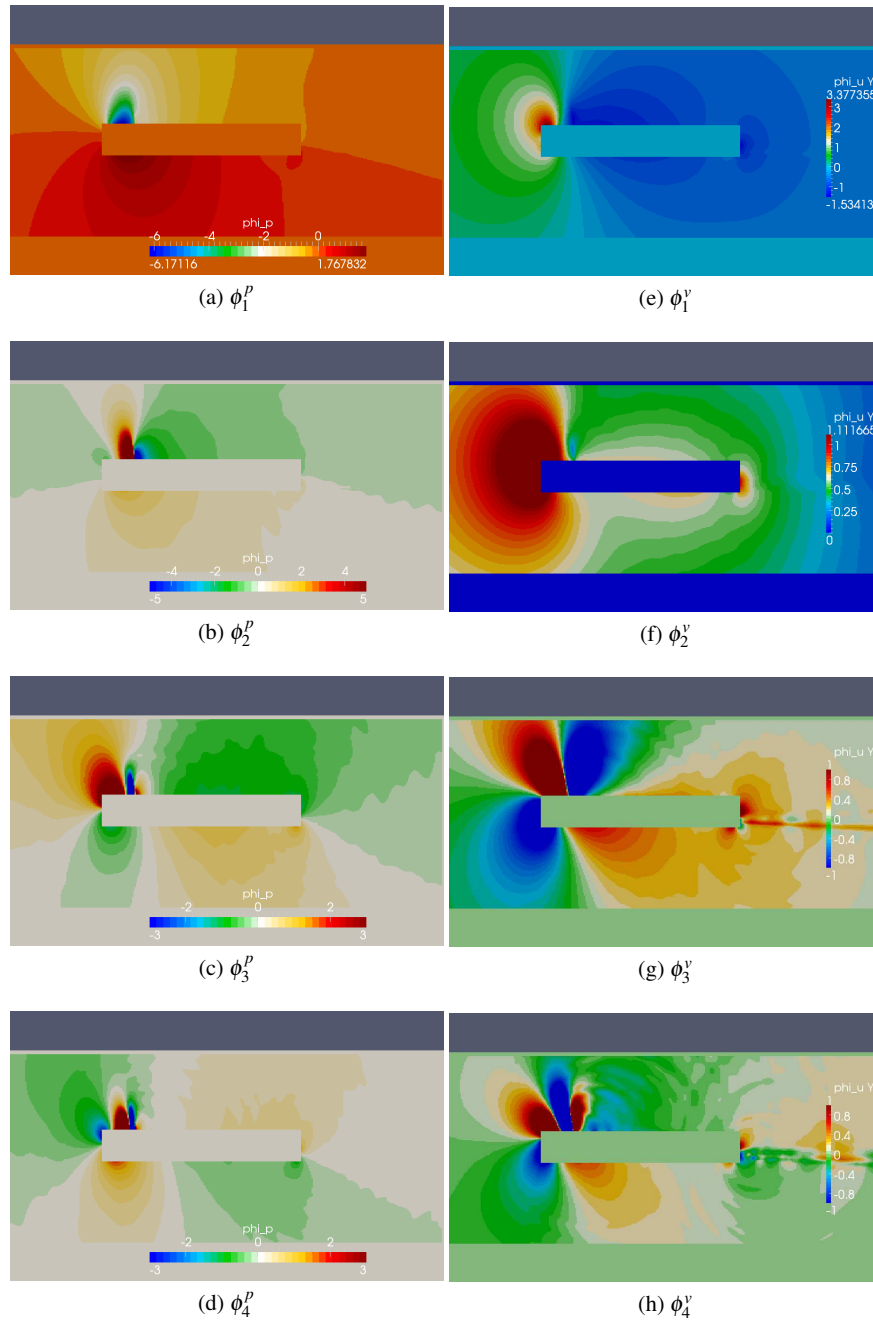 phi_p
-6 -4 -2 0
-6.17116 1.767832
(a) ϕ₁ᵖ
phi_u Y
3.377355
3
2
1
0
-1
-1.53413
(e) ϕ₁ᵛ
phi_p
-4 -2 0 2 4
-5 5
(b) ϕ₂ᵖ
phi_u Y
1.111665
1
0.75
0.5
0.25
0
(f) ϕ₂ᵛ
phi_p
-2 0 2
-3 3
(c) ϕ₃ᵖ
phi_u Y
1
0.8
0.4
0
-0.4
-0.8
-1
(g) ϕ₃ᵛ
phi_p
-2 0 2
-3 3
(d) ϕ₄ᵖ
phi_u Y
1
0.8
0.4
0
-0.4
-0.8
-1
(h) ϕ₄ᵛ